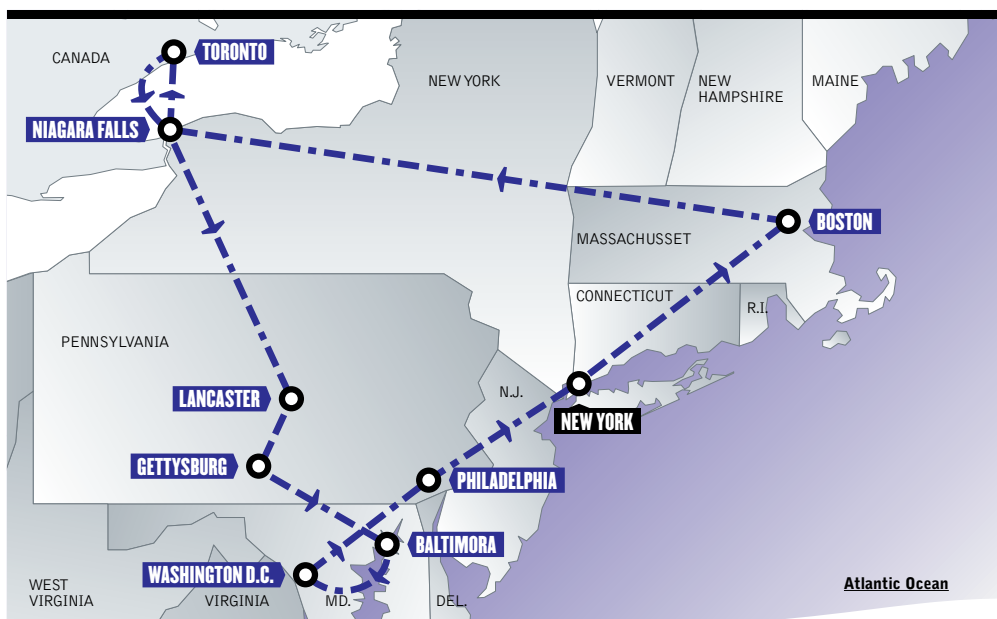 TORONTO
CANADA
NEW YORK
VERMONT
NEW
HAMPSHIRE
MAINE
NIAGARA FALLS
BOSTON
MASSACHUSSET
CONNECTICUT
R.I.
PENNSYLVANIA
LANCASTER
N.J.
NEW YORK
GETTYSBURG
PHILADELPHIA
BALTIMORA
WASHINGTON D.C.
WEST
VIRGINIA
VIRGINIA
MD.
DEL.
Atlantic Ocean